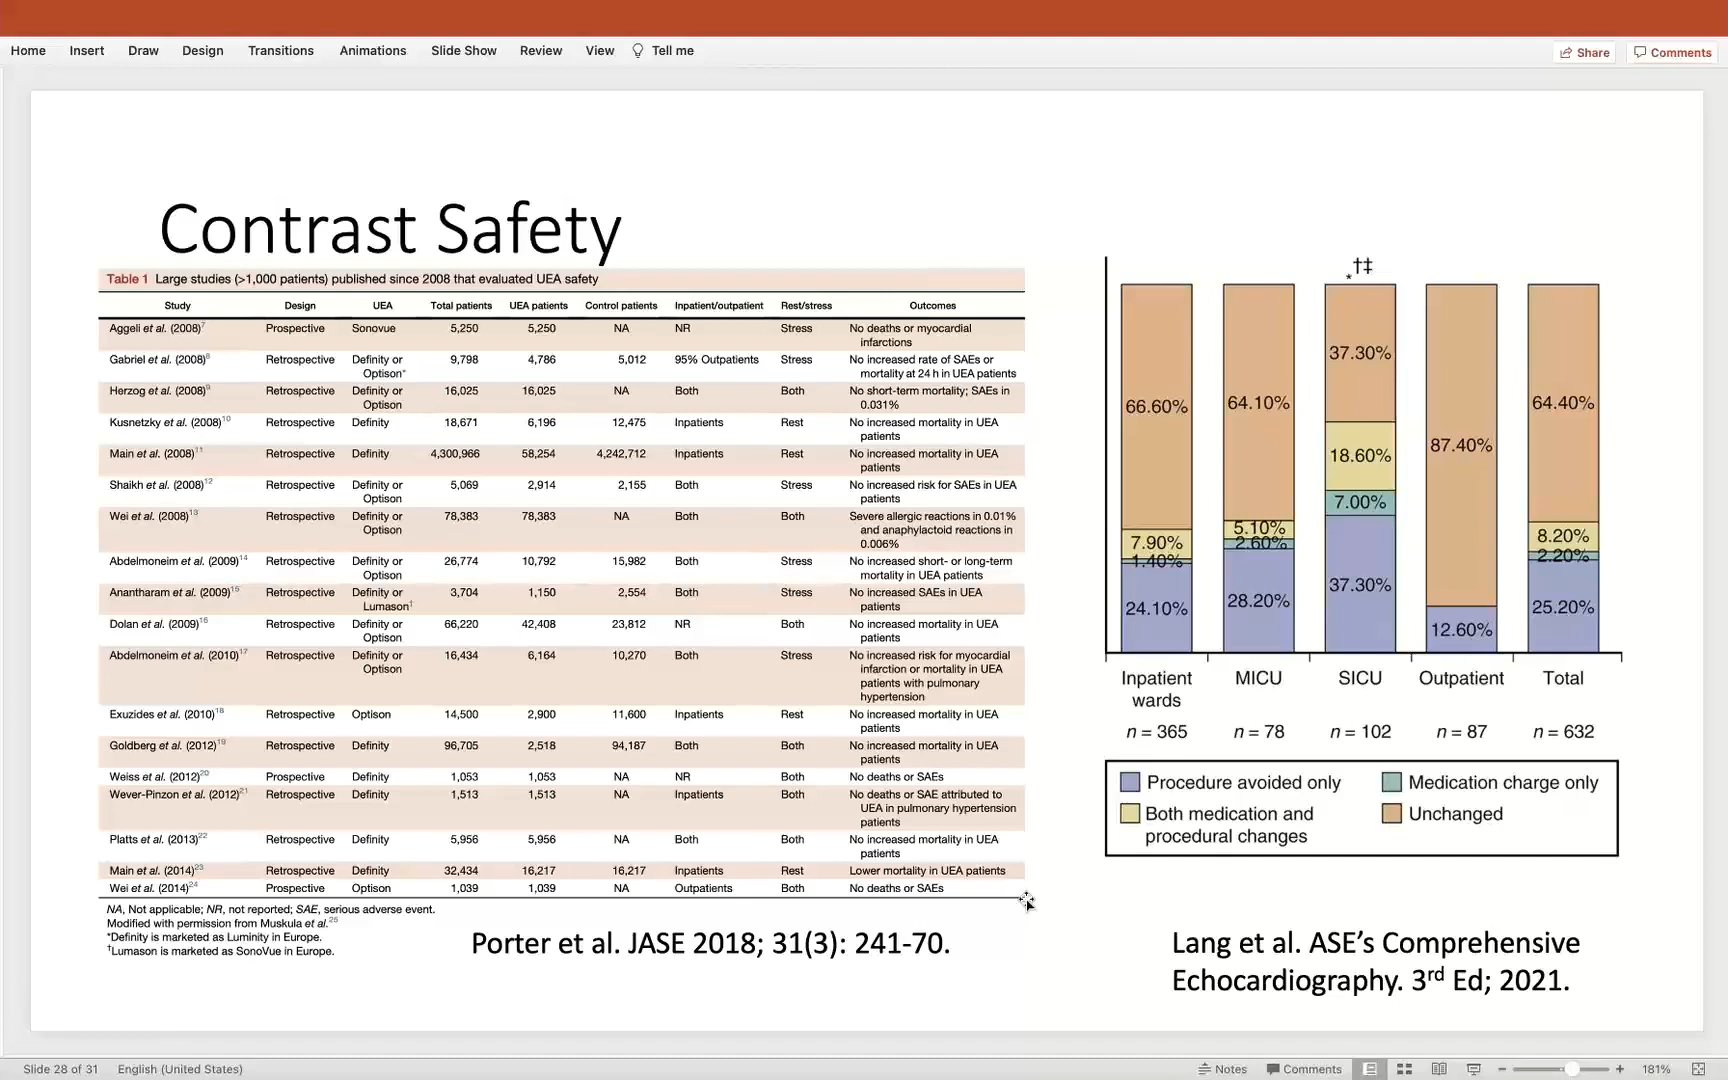 Home Insert Draw Design Transitions Animations Slide Show Review View Tell me Share Comments
Contrast Safety
Table 1 Large studies (>1,000 patients) published since 2008 that evaluated UEA safety
Study Design UEA Total patients UEA patients Control patients Inpatient/outpatient Rest/stress Outcomes
Aggeli et al. (2008)7 Prospective Sonovue 5,250 5,250 NA NR Stress No deaths or myocardial
infarctions
Gabriel et al. (2008)8 Retrospective Definity or 9,798 4,786 5,012 95% Outpatients Stress No increased rate of SAEs or
Optison* mortality at 24 h in UEA patients
Herzog et al. (2008)9 Retrospective Definity or 16,025 16,025 NA Both Both No short-term mortality; SAEs in
Optison 0.031%
Kusnetzky et al. (2008)10 Retrospective Definity 18,671 6,196 12,475 Inpatients Rest No increased mortality in UEA
patients
Main et al. (2008)11 Retrospective Definity 4,300,966 58,254 4,242,712 Inpatients Rest No increased mortality in UEA
patients
Shaikh et al. (2008)12 Retrospective Definity or 5,069 2,914 2,155 Both Stress No increased risk for SAEs in UEA
Optison patients
Wei et al. (2008)13 Retrospective Definity or 78,383 78,383 NA Both Both Severe allergic reactions in 0.01%
Optison and anaphylactoid reactions in
0.006%
Abdelmoneim et al. (2009)14 Retrospective Definity or 26,774 10,792 15,982 Both Stress No increased short- or long-term
Optison mortality in UEA patients
Anantharam et al. (2009)15 Retrospective Definity or 3,704 1,150 2,554 Both Stress No increased SAEs in UEA
Lumason† patients
Dolan et al. (2009)16 Retrospective Definity or 66,220 42,408 23,812 NR Both No increased mortality in UEA
Optison patients
Abdelmoneim et al. (2010)17 Retrospective Definity or 16,434 6,164 10,270 Both Stress No increased risk for myocardial
Optison infarction or mortality in UEA
patients with pulmonary
hypertension
Exuzides et al. (2010)18 Retrospective Optison 14,500 2,900 11,600 Inpatients Rest No increased mortality in UEA
patients
Goldberg et al. (2012)19 Retrospective Definity 96,705 2,518 94,187 Both Both No increased mortality in UEA
patients
Weiss et al. (2012)20 Prospective Definity 1,053 1,053 NA NR Both No deaths or SAEs
Wever-Pinzon et al. (2012)21 Retrospective Definity 1,513 1,513 NA Inpatients Both No deaths or SAE attributed to
UEA in pulmonary hypertension
patients
Platts et al. (2013)22 Retrospective Definity 5,956 5,956 NA Both Both No increased mortality in UEA
patients
Main et al. (2014)23 Retrospective Definity 32,434 16,217 16,217 Inpatients Rest Lower mortality in UEA patients
Wei et al. (2014)24 Prospective Optison 1,039 1,039 NA Outpatients Both No deaths or SAEs
NA, Not applicable; NR, not reported; SAE, serious adverse event.
Modified with permission from Muskula et al.25
*Definity is marketed as Luminity in Europe.
†Lumason is marketed as SonoVue in Europe.
Porter et al. JASE 2018; 31(3): 241-70.
*†‡
66.60% 64.10% 37.30% 87.40% 64.40%
7.90% 5.10% 18.60% 8.20%
1.40% 2.60% 7.00% 2.20%
24.10% 28.20% 37.30% 12.60% 25.20%
Inpatient MICU SICU Outpatient Total
wards
n = 365 n = 78 n = 102 n = 87 n = 632
Procedure avoided only Medication charge only
Both medication and Unchanged
procedural changes
Lang et al. ASE's Comprehensive
Echocardiography. 3rd Ed; 2021.
Slide 28 of 31 English (United States) Notes Comments 181%